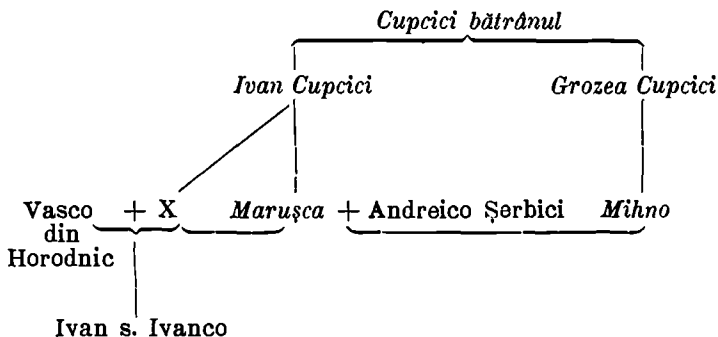 Cupcici bătrânul
Ivan Cupcici Grozea Cupcici
Vasco + X Marușca + Andreico Șerbici Mihno
din
Horodnic
Ivan s. Ivanco